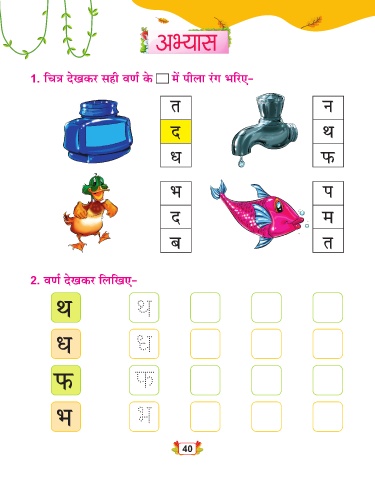 अभ्यास
1. चित्र देखकर सही वर्ण के में पीला रंग भरिए-
त
द
ध
न
थ
फ
भ
द
ब
प
म
त
2. वर्ण देखकर लिखिए-
थ थ
ध ध
फ फ
भ भ
40